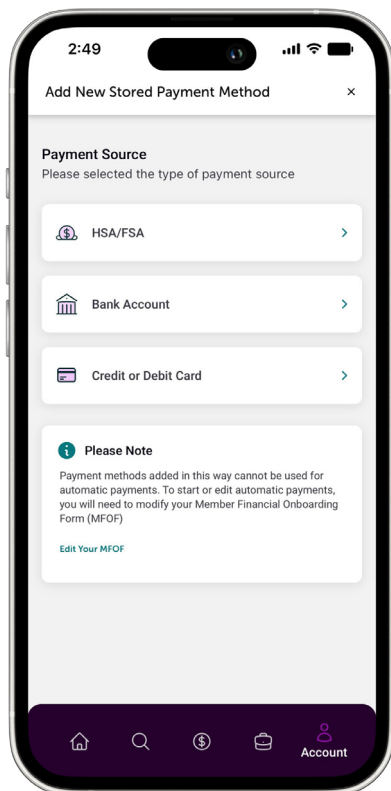 2:49
Add New Stored Payment Method ×
Payment Source
Please selected the type of payment source
HSA/FSA
Bank Account
Credit or Debit Card
Please Note
Payment methods added in this way cannot be used for
automatic payments. To start or edit automatic payments,
you will need to modify your Member Financial Onboarding
Form (MFOF)
Edit Your MFOF
Account